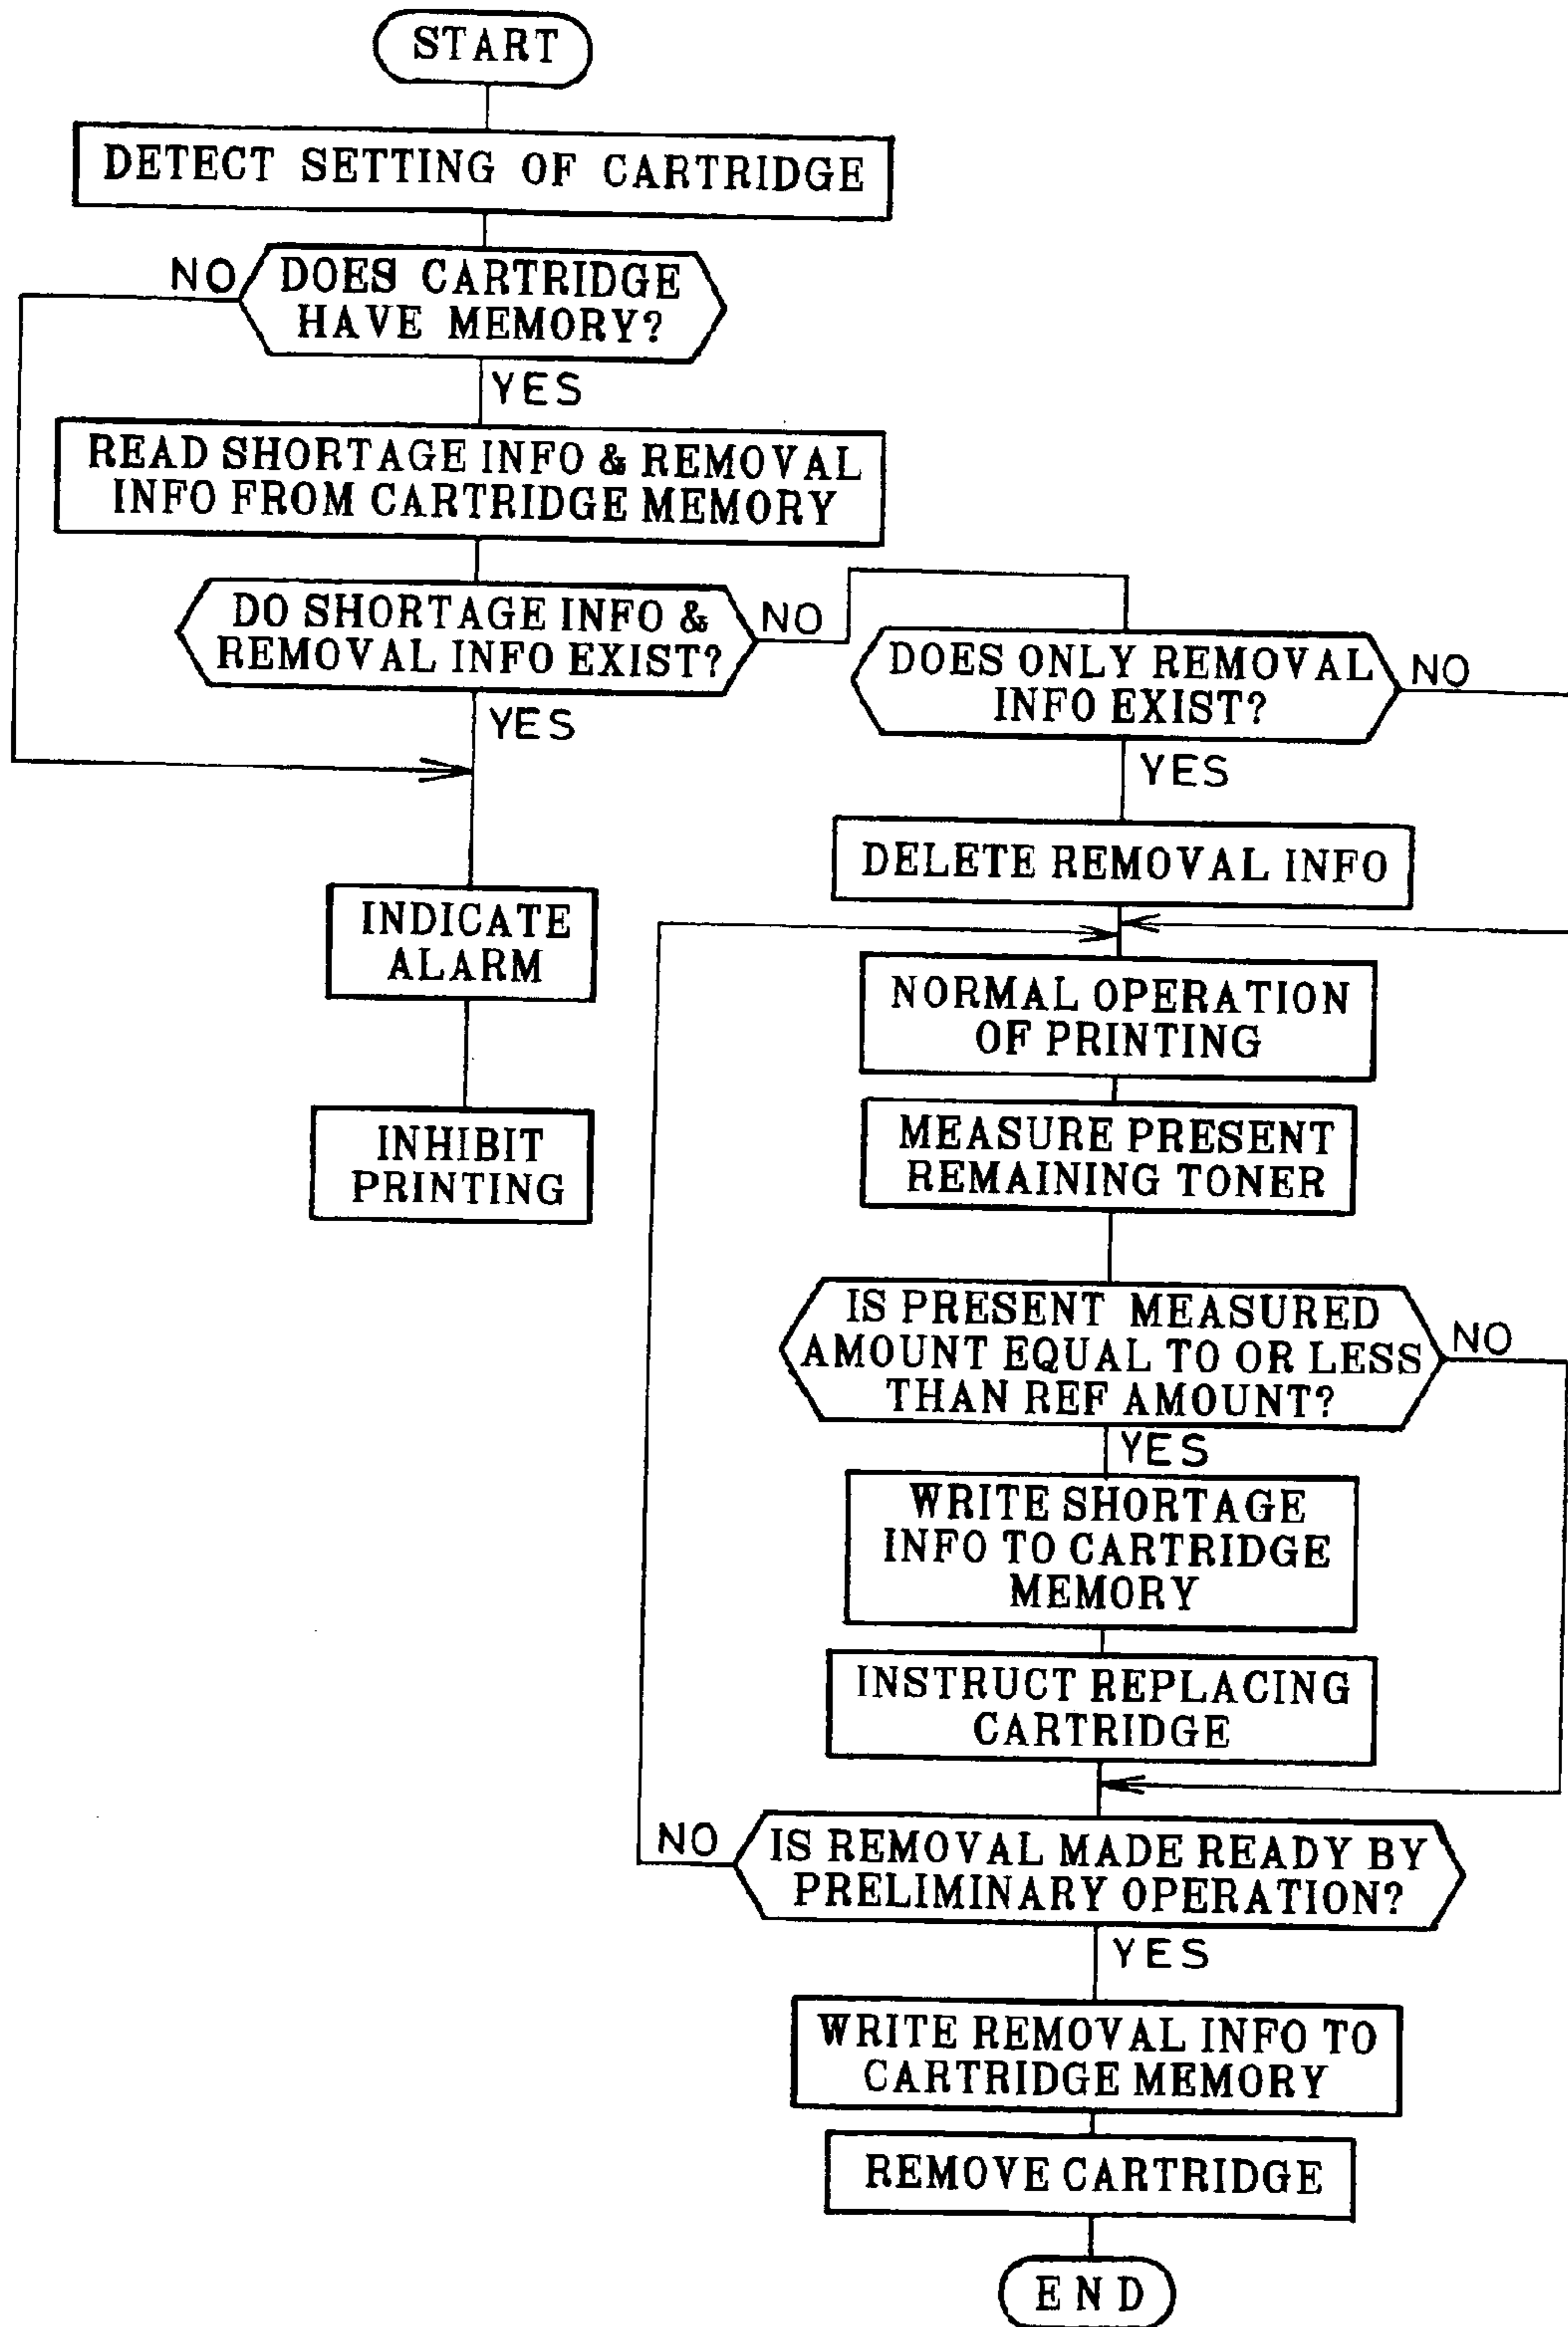 START
DETECT SETTING OF CARTRIDGE
NO
DOES CARTRIDGE
HAVE MEMORY?
YES
READ SHORTAGE INFO & REMOVAL
INFO FROM CARTRIDGE MEMORY
DO SHORTAGE INFO &
REMOVAL INFO EXIST?
NO
YES
INDICATE
ALARM
INHIBIT
PRINTING
DOES ONLY REMOVAL
INFO EXIST?
NO
YES
DELETE REMOVAL INFO
NORMAL OPERATION
OF PRINTING
MEASURE PRESENT
REMAINING TONER
IS PRESENT MEASURED
AMOUNT EQUAL TO OR LESS
THAN REF AMOUNT?
NO
YES
WRITE SHORTAGE
INFO TO CARTRIDGE
MEMORY
INSTRUCT REPLACING
CARTRIDGE
NO
IS REMOVAL MADE READY BY
PRELIMINARY OPERATION?
YES
WRITE REMOVAL INFO TO
CARTRIDGE MEMORY
REMOVE CARTRIDGE
END